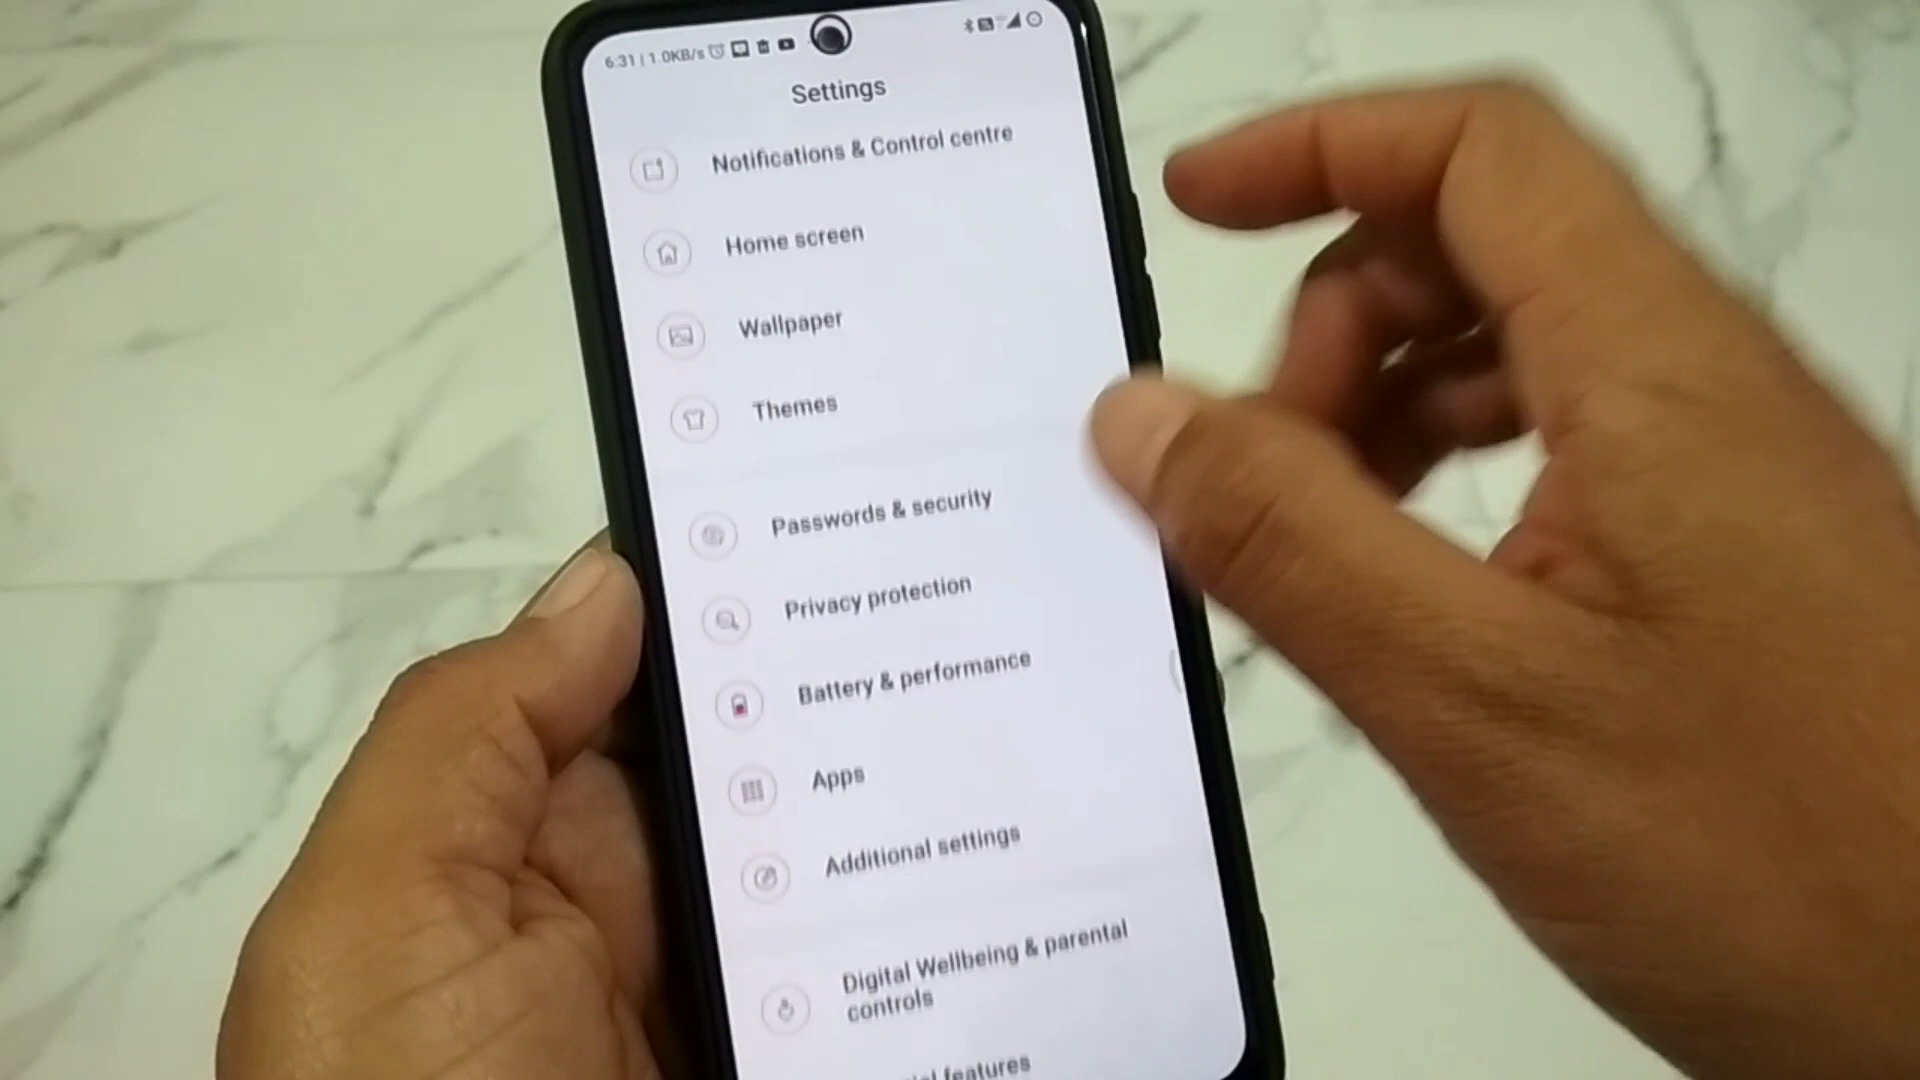 6:31 | 1.0KB/s
Settings
Notifications & Control centre
Home screen
Wallpaper
Themes
Passwords & security
Privacy protection
Battery & performance
Apps
Additional settings
Digital Wellbeing & parental
controls
features